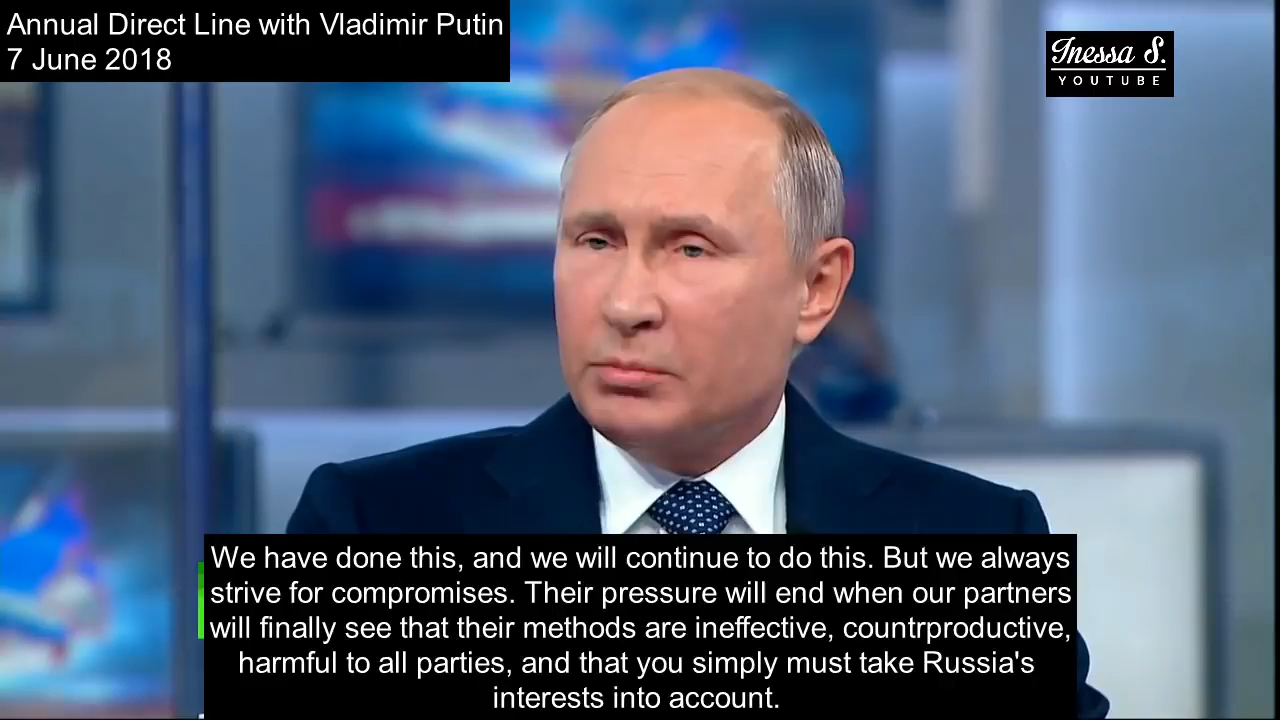 Annual Direct Line with Vladimir Putin
7 June 2018
Inessa S.
YOUTUBE
We have done this, and we will continue to do this. But we always
strive for compromises. Their pressure will end when our partners
will finally see that their methods are ineffective, countrproductive,
harmful to all parties, and that you simply must take Russia's
interests into account.